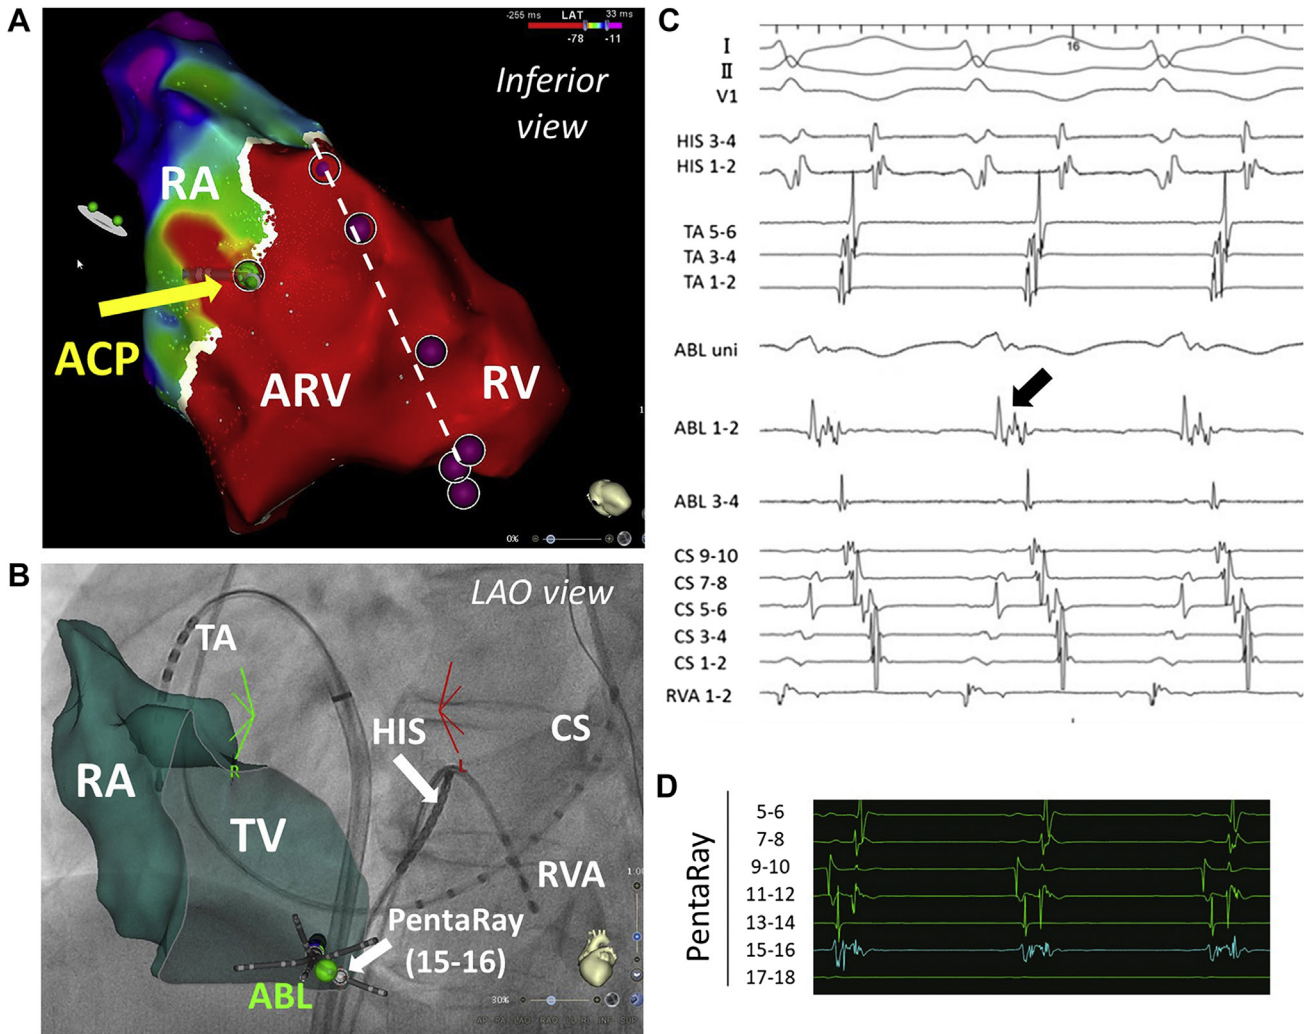 A
-255 ms LAT 33 ms
-78 -11
Inferior
view
RA
ACP
ARV
RV
1
0%
B
LAO view
TA
HIS
CS
RA
R
L
TV
RVA
1.0
PentaRay
(15-16)
ABL
30%
C
16
I
II
V1
HIS 3-4
HIS 1-2
TA 5-6
TA 3-4
TA 1-2
ABL uni
ABL 1-2
ABL 3-4
CS 9-10
CS 7-8
CS 5-6
CS 3-4
CS 1-2
RVA 1-2
D
PentaRay
5-6
7-8
9-10
11-12
13-14
15-16
17-18